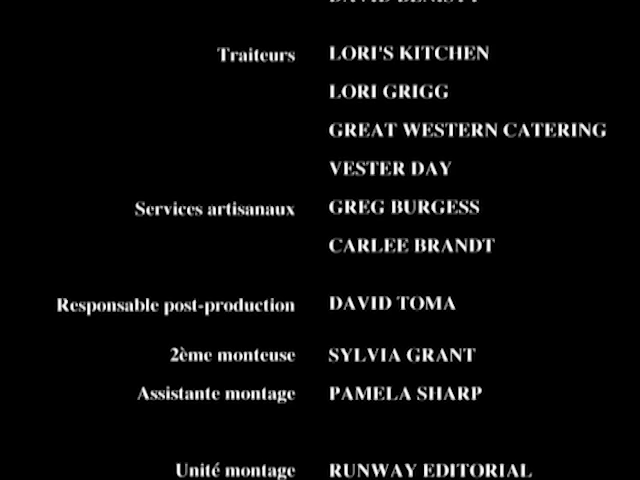 Traiteurs LORI'S KITCHEN
LORI GRIGG
GREAT WESTERN CATERING
VESTER DAY
Services artisanaux GREG BURGESS
CARLEE BRANDT
Responsable post-production DAVID TOMA
2ème monteuse SYLVIA GRANT
Assistante montage PAMELA SHARP
Unité montage RUNWAY EDITORIAL